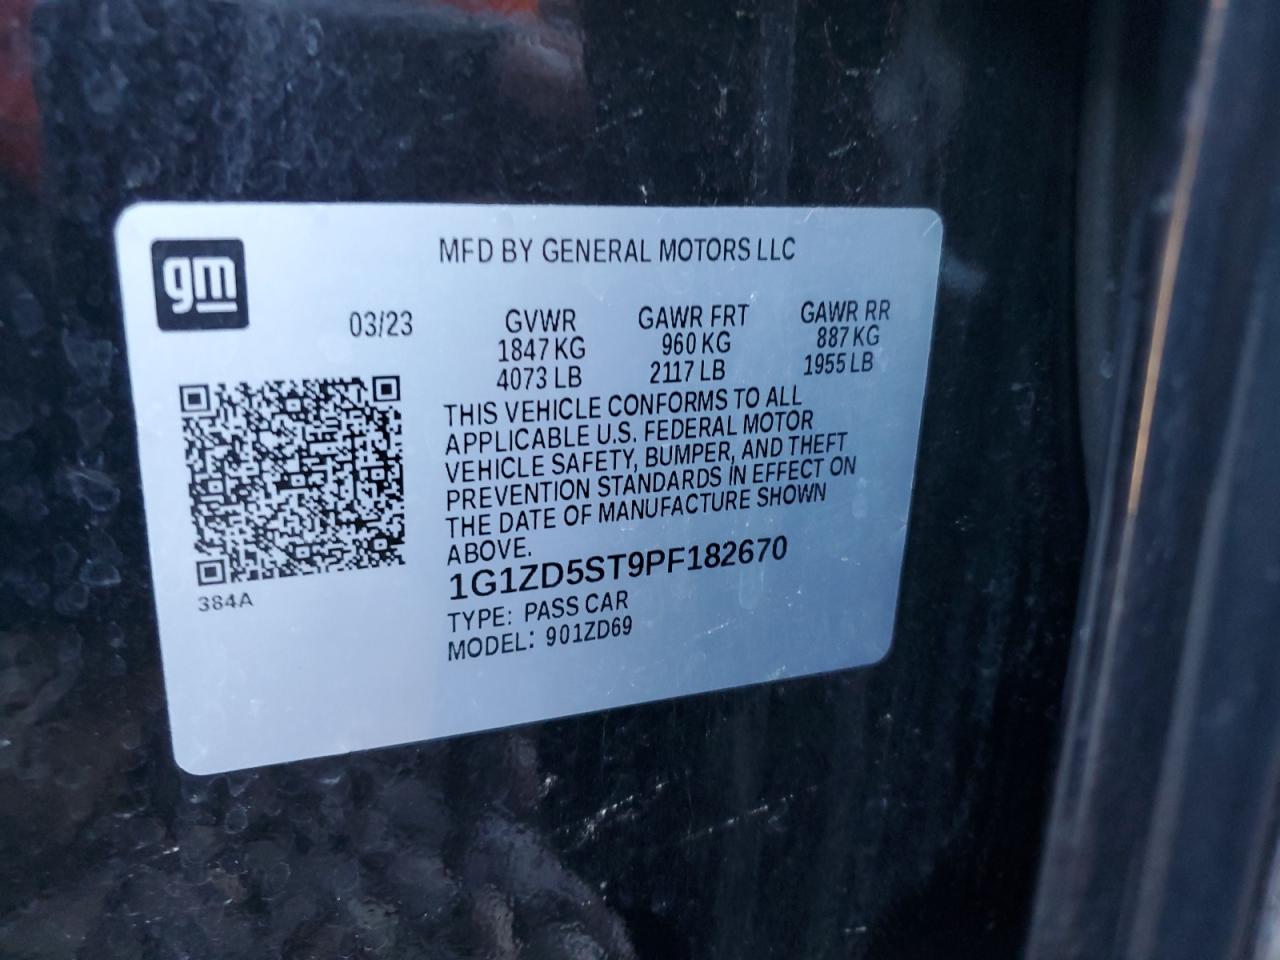 gm
MFD BY GENERAL MOTORS LLC
03/23
GVWR
1847 KG
4073 LB
GAWR FRT
960 KG
2117 LB
GAWR RR
887 KG
1955 LB
THIS VEHICLE CONFORMS TO ALL
APPLICABLE U.S. FEDERAL MOTOR
VEHICLE SAFETY, BUMPER, AND THEFT
PREVENTION STANDARDS IN EFFECT ON
THE DATE OF MANUFACTURE SHOWN
ABOVE.
1G1ZD5ST9PF182670
TYPE: PASS CAR
MODEL: 901ZD69
384A